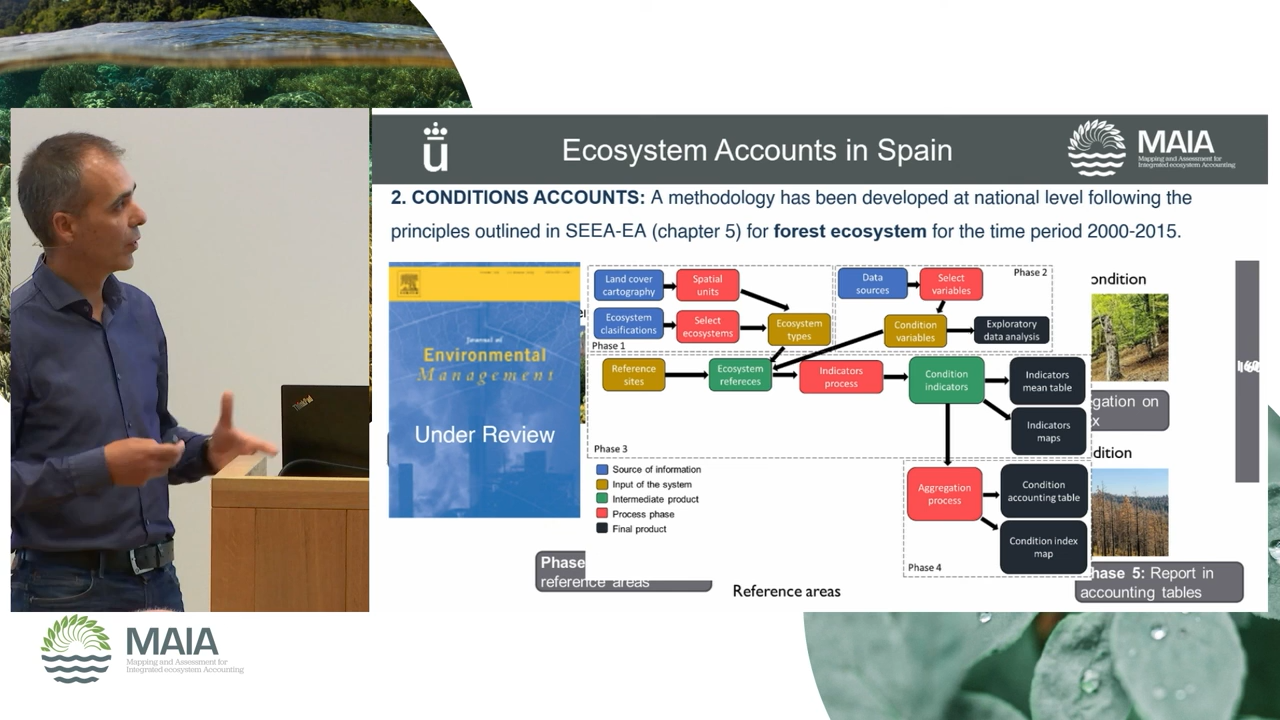 ū
Ecosystem Accounts in Spain
MAIA
Mapping and Assessment for
Integrated ecosystem Accounting
2. CONDITIONS ACCOUNTS: A methodology has been developed at national level following the
principles outlined in SEEA-EA (chapter 5) for forest ecosystem for the time period 2000-2015.
Journal of
Environmental
Management
Under Review
Land cover
cartography
Spatial
units
Ecosystem
clasifications
Select
ecosystems
Ecosystem
types
Phase 1
Data
sources
Select
variables
Phase 2
Condition
variables
Exploratory
data analysis
Reference
sites
Ecosystem
refereces
Indicators
process
Condition
indicators
Indicators
mean table
Indicators
maps
Phase 3
Source of information
Input of the system
Intermediate product
Process phase
Final product
Aggregation
process
Condition
accounting table
Condition index
map
Phase 4
ondition
egation on
x
dition
Phase
reference areas
Reference areas
hase 5: Report in
accounting tables
ThinkPad
MAIA
Mapping and Assessment for
Integrated ecosystem Accounting